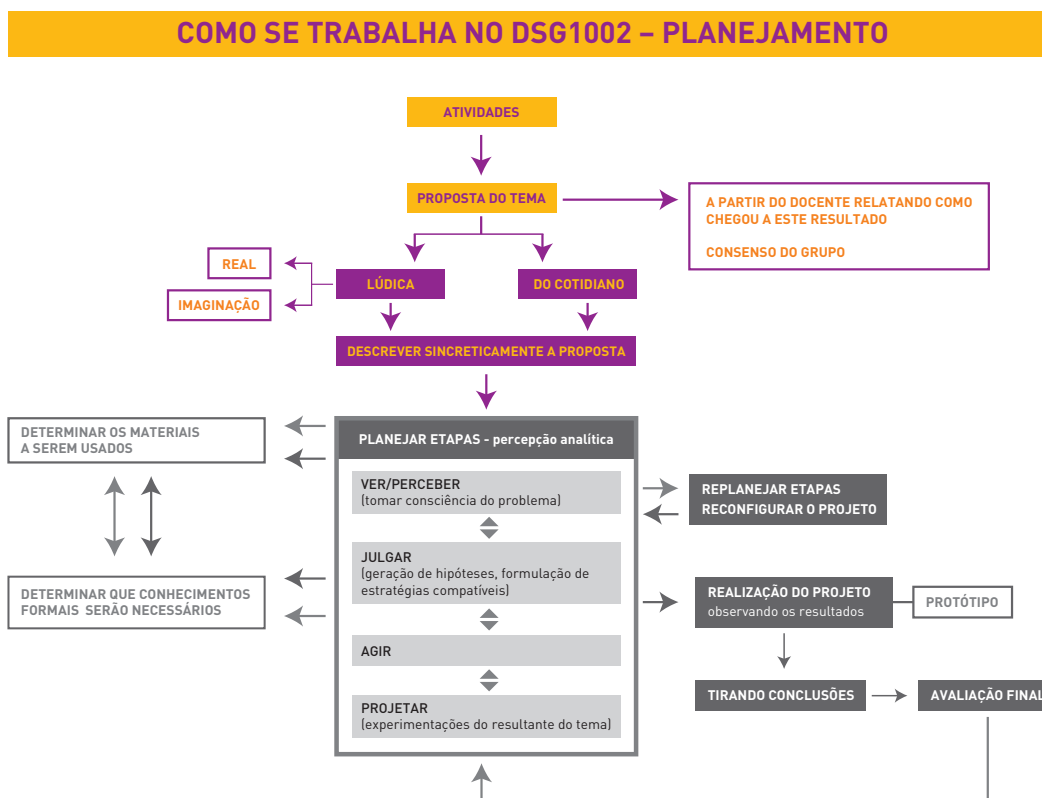 COMO SE TRABALHA NO DSG1002 – PLANEJAMENTO
ATIVIDADES
PROPOSTA DO TEMA
A PARTIR DO DOCENTE RELATANDO COMO
CHEGOU A ESTE RESULTADO
CONSENSO DO GRUPO
REAL
IMAGINAÇÃO
LÚDICA
DO COTIDIANO
DESCREVER SINCRETICAMENTE A PROPOSTA
DETERMINAR OS MATERIAIS
A SEREM USADOS
DETERMINAR QUE CONHECIMENTOS
FORMAIS SERÃO NECESSÁRIOS
PLANEJAR ETAPAS - percepção analítica
VER/PERCEBER
(tomar consciência do problema)
JULGAR
(geração de hipóteses, formulação de
estratégias compatíveis)
AGIR
PROJETAR
(experimentações do resultante do tema)
REPLANEJAR ETAPAS
RECONFIGURAR O PROJETO
REALIZAÇÃO DO PROJETO
observando os resultados
PROTÓTIPO
TIRANDO CONCLUSÕES
AVALIAÇÃO FINAL